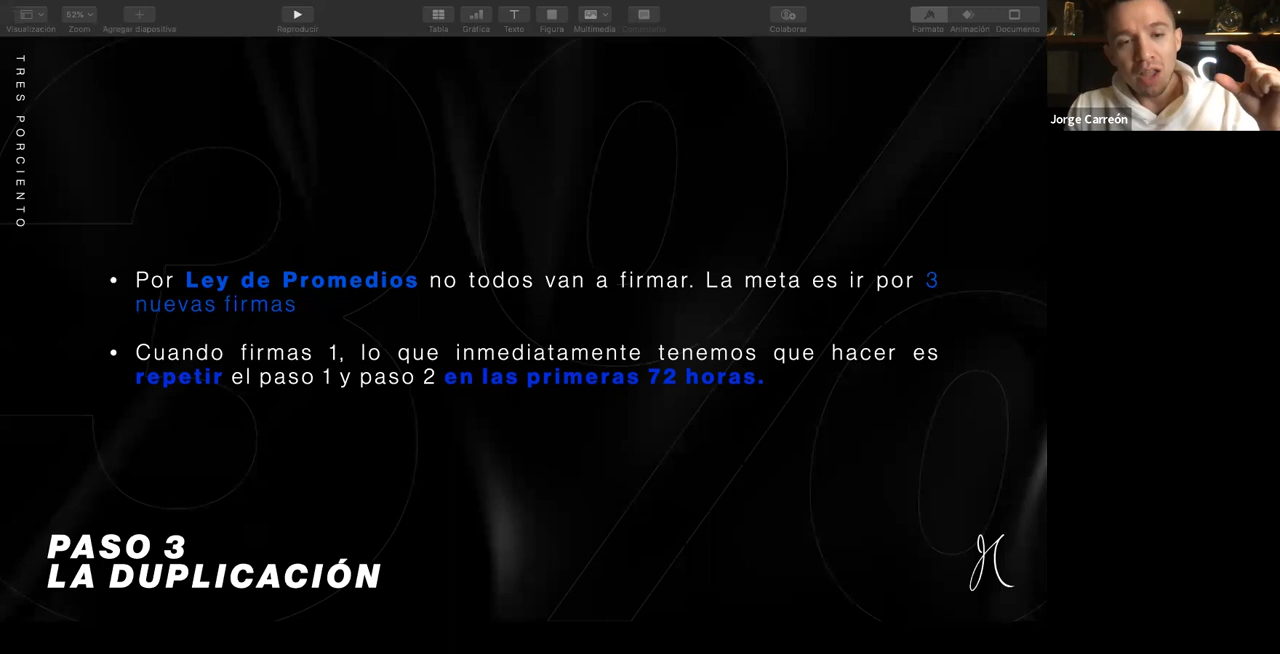 52%
Visualización
Zoom
Agregar diapositiva
Reproducir
Tabla
Gráfica
Texto
Figura
Multimedia
Comentario
Colaborar
Formato
Animación
Documento
TRES PORCIENTO
Jorge Carreón
• Por Ley de Promedios no todos van a firmar. La meta es ir por 3
nuevas firmas
• Cuando firmas 1, lo que inmediatamente tenemos que hacer es
repetir el paso 1 y paso 2 en las primeras 72 horas.
PASO 3
LA DUPLICACIÓN
3%